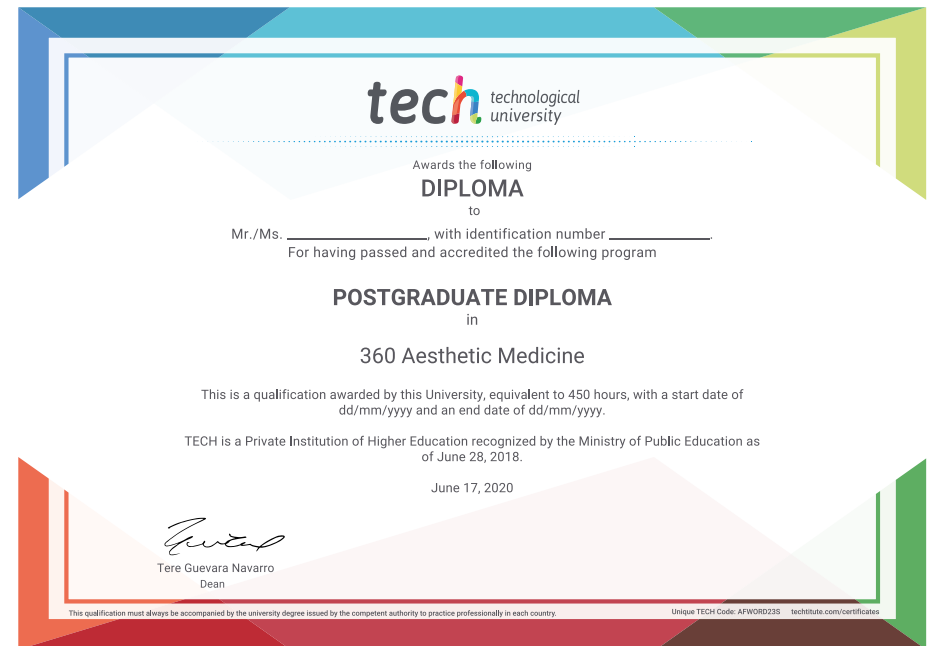 tech technological
university
Awards the following
DIPLOMA
to
Mr./Ms. ____________________, with identification number ______________.
For having passed and accredited the following program
POSTGRADUATE DIPLOMA
in
360 Aesthetic Medicine
This is a qualification awarded by this University, equivalent to 450 hours, with a start date of
dd/mm/yyyy and an end date of dd/mm/yyyy.
TECH is a Private Institution of Higher Education recognized by the Ministry of Public Education as
of June 28, 2018.
June 17, 2020
Tere Guevara Navarro
Dean
This qualification must always be accompanied by the university degree issued by the competent authority to practice professionally in each country.
Unique TECH Code: AFWORD23S techtitute.com/certificates